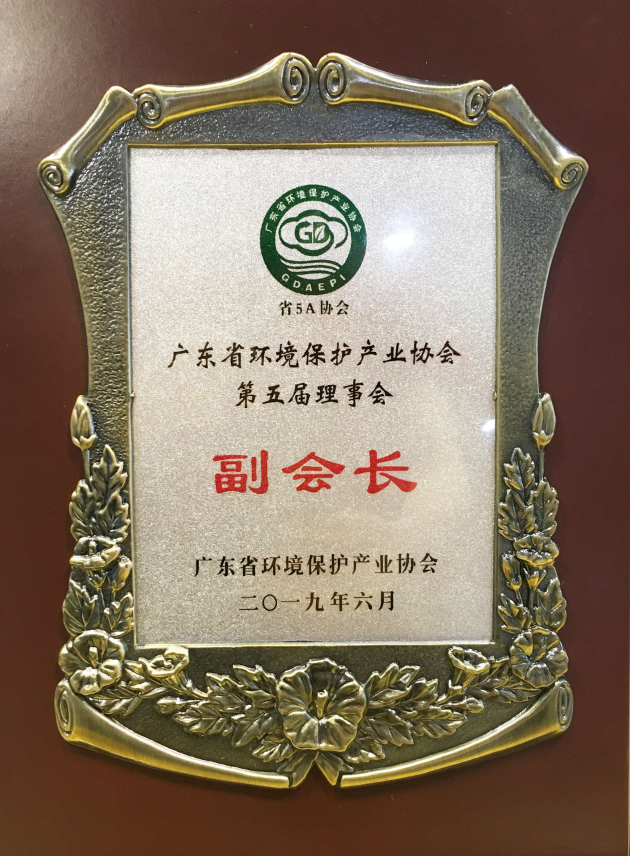 广东省环境保护产业协会
GD
GDAEPI
省5A协会
广东省环境保护产业协会
第五届理事会
副会长
广东省环境保护产业协会
二〇一九年六月